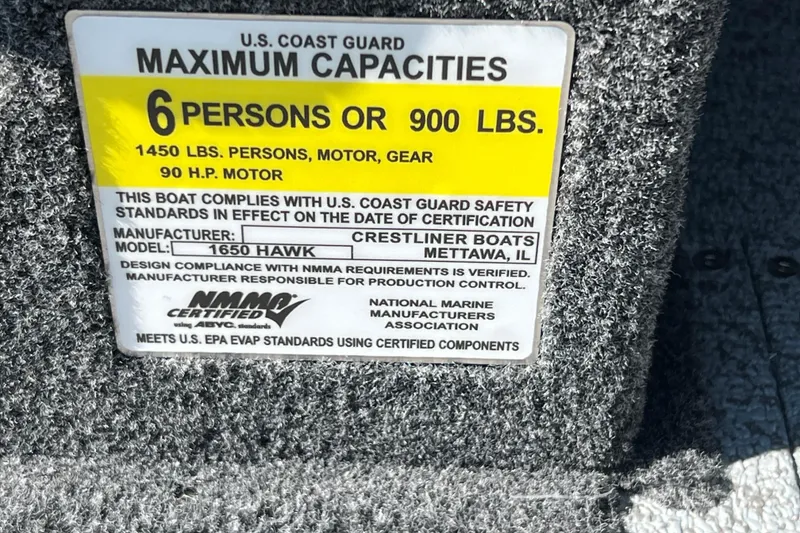 U.S. COAST GUARD
MAXIMUM CAPACITIES
6 PERSONS OR 900 LBS.
1450 LBS. PERSONS, MOTOR, GEAR
90 H.P. MOTOR
THIS BOAT COMPLIES WITH U.S. COAST GUARD SAFETY
STANDARDS IN EFFECT ON THE DATE OF CERTIFICATION
MANUFACTURER: CRESTLINER BOATS
MODEL: 1650 HAWK METTAWA, IL
DESIGN COMPLIANCE WITH NMMA REQUIREMENTS IS VERIFIED.
MANUFACTURER RESPONSIBLE FOR PRODUCTION CONTROL.
NMMA®
CERTIFIED
using ABYC. standards
NATIONAL MARINE
MANUFACTURERS
ASSOCIATION
MEETS U.S. EPA EVAP STANDARDS USING CERTIFIED COMPONENTS